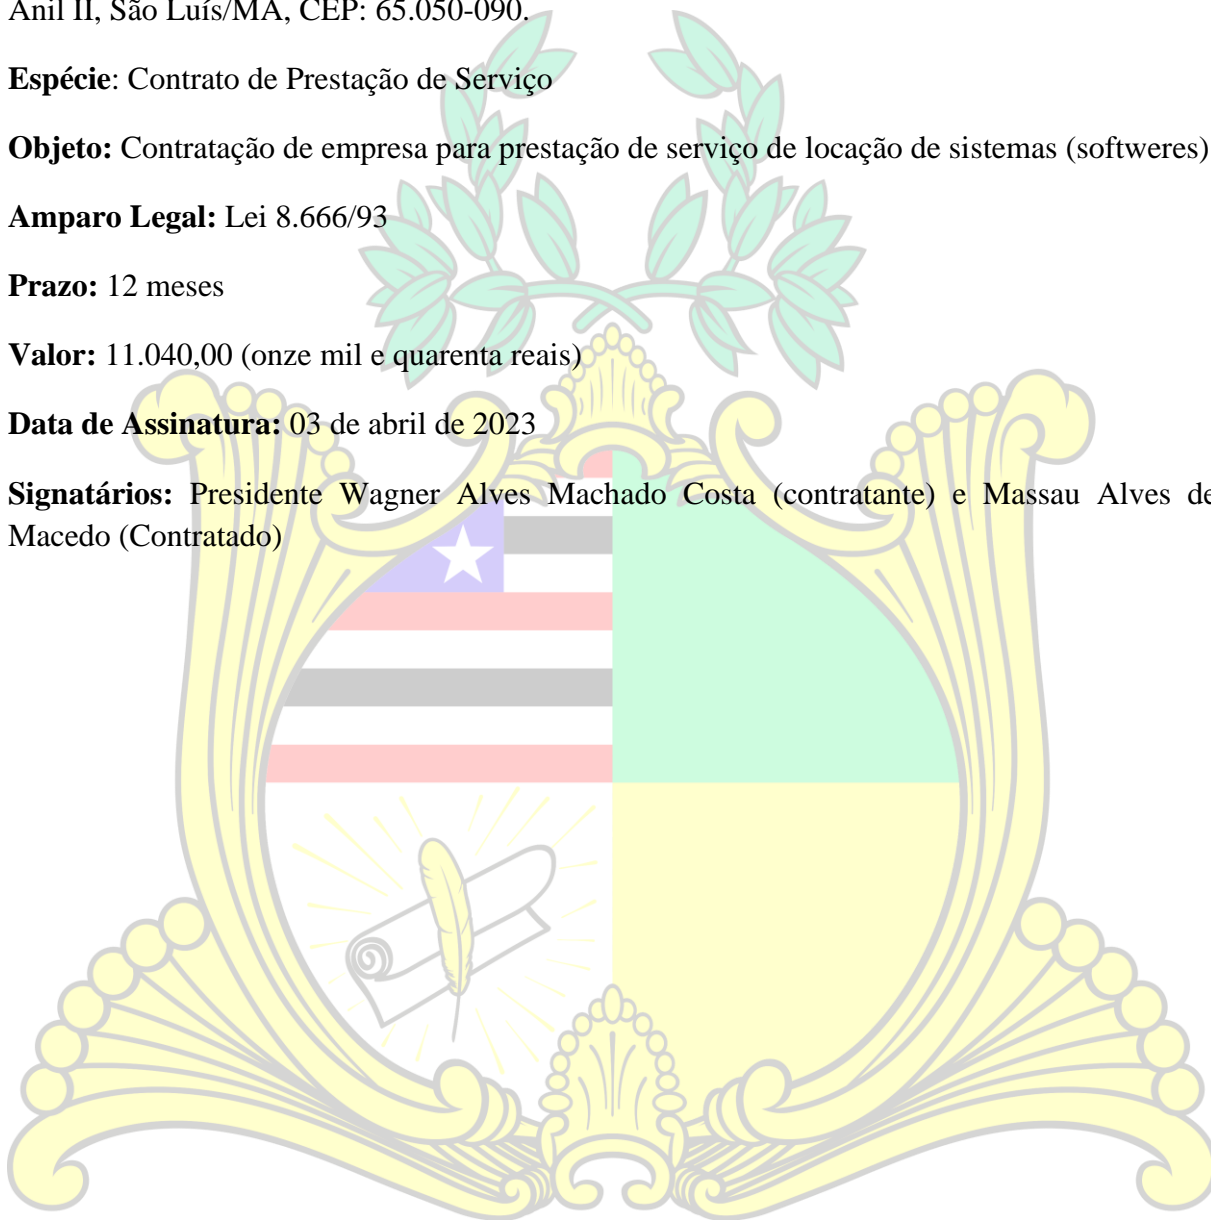 Anil II, São Luís/MA, CEP: 65.050-090.
Espécie: Contrato de Prestação de Serviço
Objeto: Contratação de empresa para prestação de serviço de locação de sistemas (softweres)
Amparo Legal: Lei 8.666/93
Prazo: 12 meses
Valor: 11.040,00 (onze mil e quarenta reais)
Data de Assinatura: 03 de abril de 2023
Signatários: Presidente Wagner Alves Machado Costa (contratante) e Massau Alves de
Macedo (Contratado)